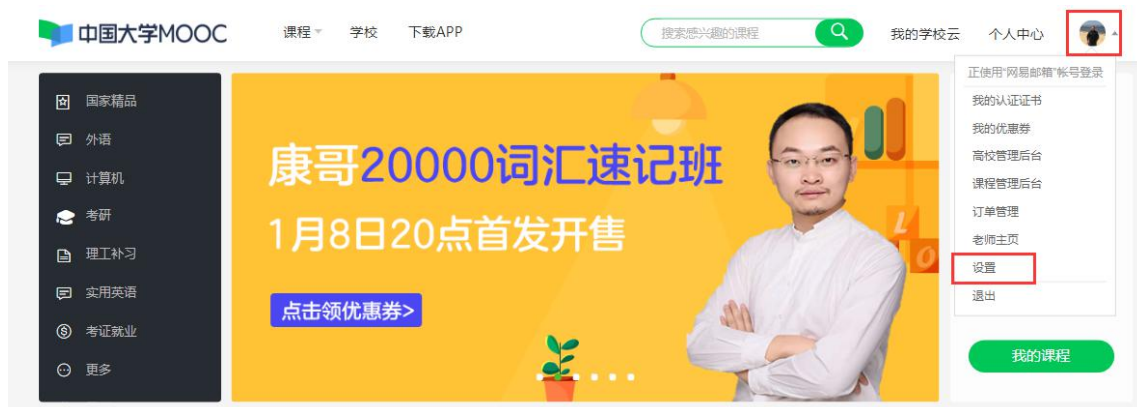 中国大学MOOC
课程
学校
下载APP
搜索感兴趣的课程
我的学校云
个人中心
正使用"网易邮箱"帐号登录
我的认证证书
我的优惠券
高校管理后台
课程管理后台
订单管理
老师主页
设置
退出
国家精品
外语
计算机
考研
理工补习
实用英语
考证就业
更多
康哥20000词汇速记班
1月8日20点首发开售
点击领优惠券>
L
O
我的课程